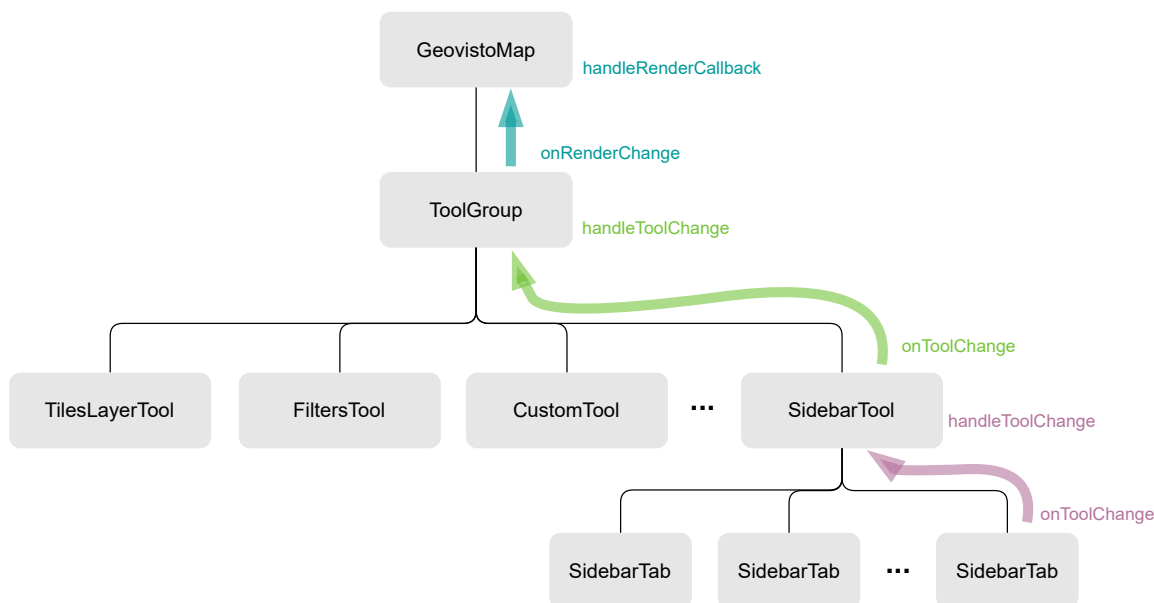 GeovistoMap
handleRenderCallback
onRenderChange
ToolGroup
handleToolChange
onToolChange
TilesLayerTool
FiltersTool
CustomTool
...
SidebarTool
handleToolChange
onToolChange
SidebarTab
SidebarTab
...
SidebarTab